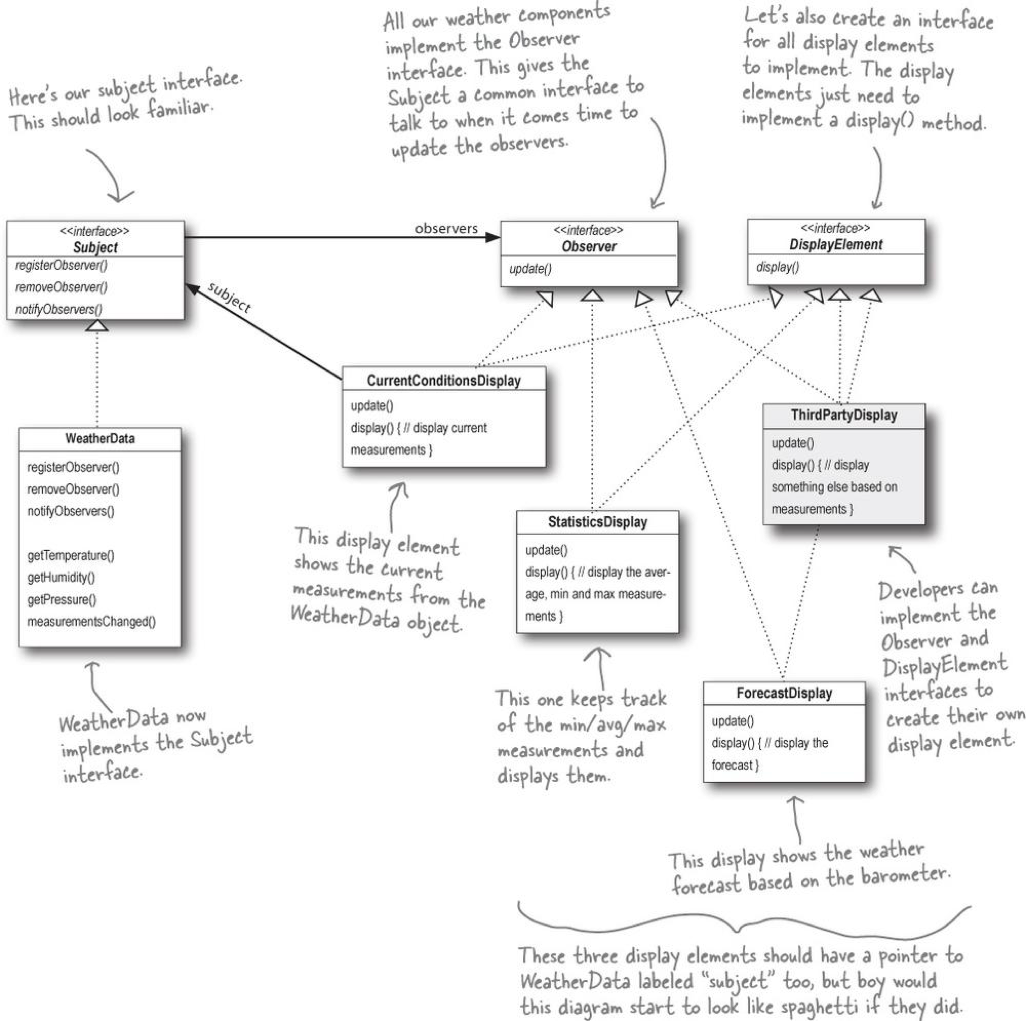 Here's our subject interface.
This should look familiar.
All our weather components
implement the Observer
interface. This gives the
Subject a common interface to
talk to when it comes time to
update the observers.
Let's also create an interface
for all display elements
to implement. The display
elements just need to
implement a display() method.
<<interface>>
Subject
registerObserver()
removeObserver()
notifyObservers()
observers
<<interface>>
Observer
update()
<<interface>>
DisplayElement
display()
subject
CurrentConditionsDisplay
update()
display() { // display current
measurements }
WeatherData
registerObserver()
removeObserver()
notifyObservers()
getTemperature()
getHumidity()
getPressure()
measurementsChanged()
ThirdPartyDisplay
update()
display() { // display
something else based on
measurements }
StatisticsDisplay
update()
display() { // display the aver-
age, min and max measure-
ments }
This display element
shows the current
measurements from the
WeatherData object.
Developers can
implement the
Observer and
DisplayElement
interfaces to
create their own
display element.
ForecastDisplay
update()
display() { // display the
forecast }
WeatherData now
implements the Subject
interface.
This one keeps track
of the min/avg/max
measurements and
displays them.
This display shows the weather
forecast based on the barometer.
These three display elements should have a pointer to
WeatherData labeled "subject" too, but boy would
this diagram start to look like spaghetti if they did.